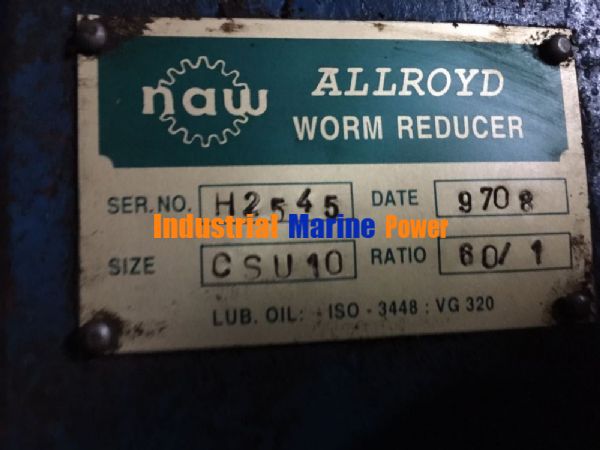 naw
ALLROYD
WORM REDUCER
SER. NO. H2545 DATE 9708
Industrial Marine Power
SIZE CSU10 RATIO 60/1
LUB. OIL: ISO - 3448 : VG 320